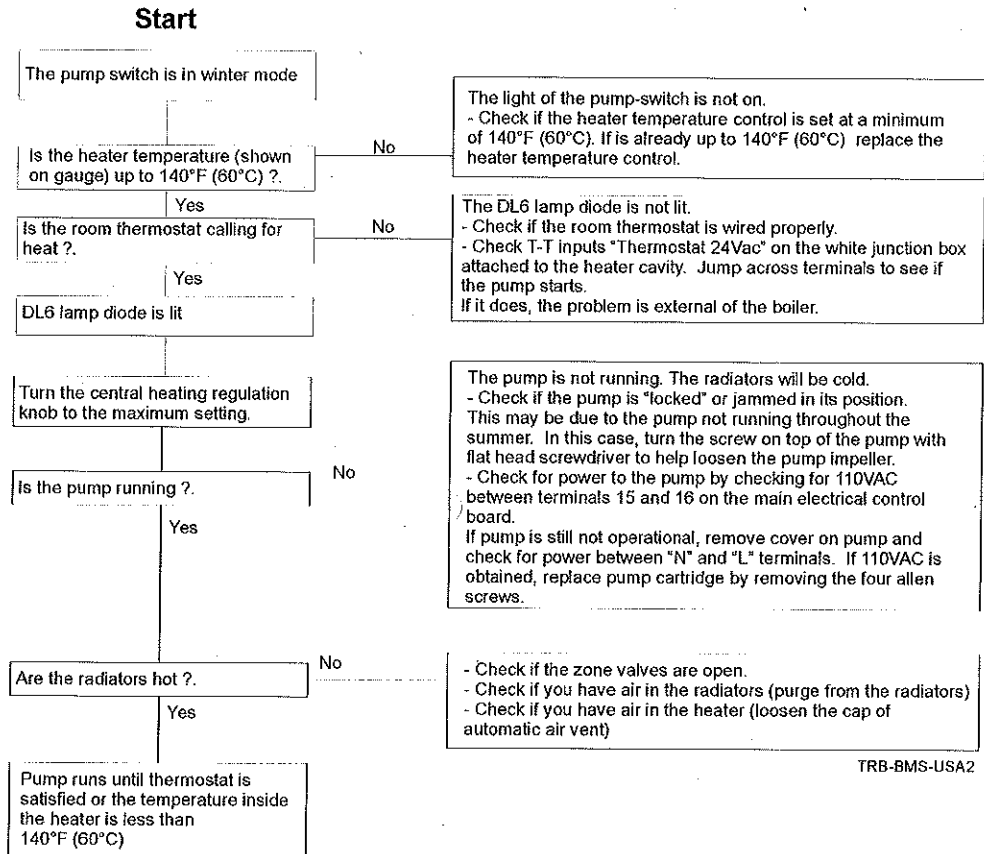 Start
The pump switch is in winter mode
Is the heater temperature (shown
on gauge) up to 140°F (60°C) ?.
No
The light of the pump-switch is not on.
- Check if the heater temperature control is set at a minimum
of 140°F (60°C). If is already up to 140°F (60°C) replace the
heater temperature control.
Yes
Is the room thermostat calling for
heat ?.
No
The DL6 lamp diode is not lit.
- Check if the room thermostat is wired properly.
- Check T-T inputs "Thermostat 24Vac" on the white junction box
attached to the heater cavity. Jump across terminals to see if
the pump starts.
If it does, the problem is external of the boiler.
Yes
DL6 lamp diode is lit
Turn the central heating regulation
knob to the maximum setting.
Is the pump running ?.
No
The pump is not running. The radiators will be cold.
- Check if the pump is "locked" or jammed in its position.
This may be due to the pump not running throughout the
summer. In this case, turn the screw on top of the pump with
flat head screwdriver to help loosen the pump impeller.
- Check for power to the pump by checking for 110VAC
between terminals 15 and 16 on the main electrical control
board.
If pump is still not operational, remove cover on pump and
check for power between "N" and "L" terminals. If 110VAC is
obtained, replace pump cartridge by removing the four allen
screws.
Yes
Are the radiators hot ?.
No
- Check if the zone valves are open.
- Check if you have air in the radiators (purge from the radiators)
- Check if you have air in the heater (loosen the cap of
automatic air vent)
Yes
TRB-BMS-USA2
Pump runs until thermostat is
satisfied or the temperature inside
the heater is less than
140°F (60°C)